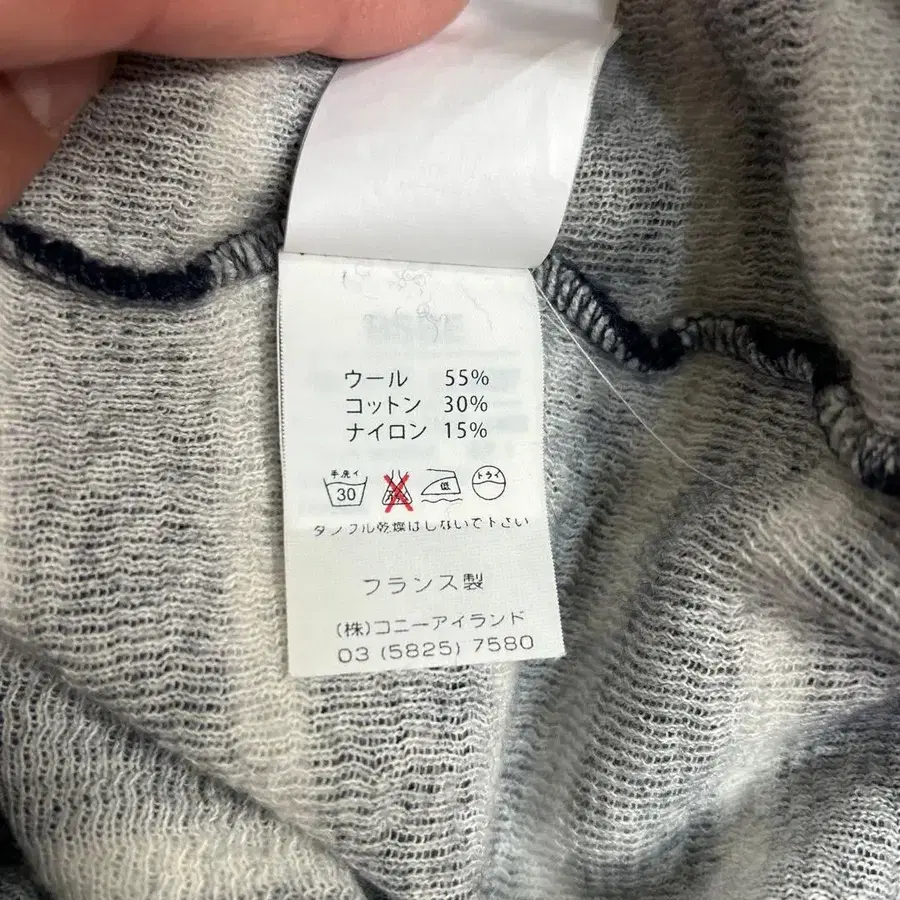 ウール 55%
コットン 30%
ナイロン 15%
手洗イ 30 低 ドライ
タンブル乾燥はしないで下さい
フランス製
(株)コニーアイランド
03 (5825) 7580